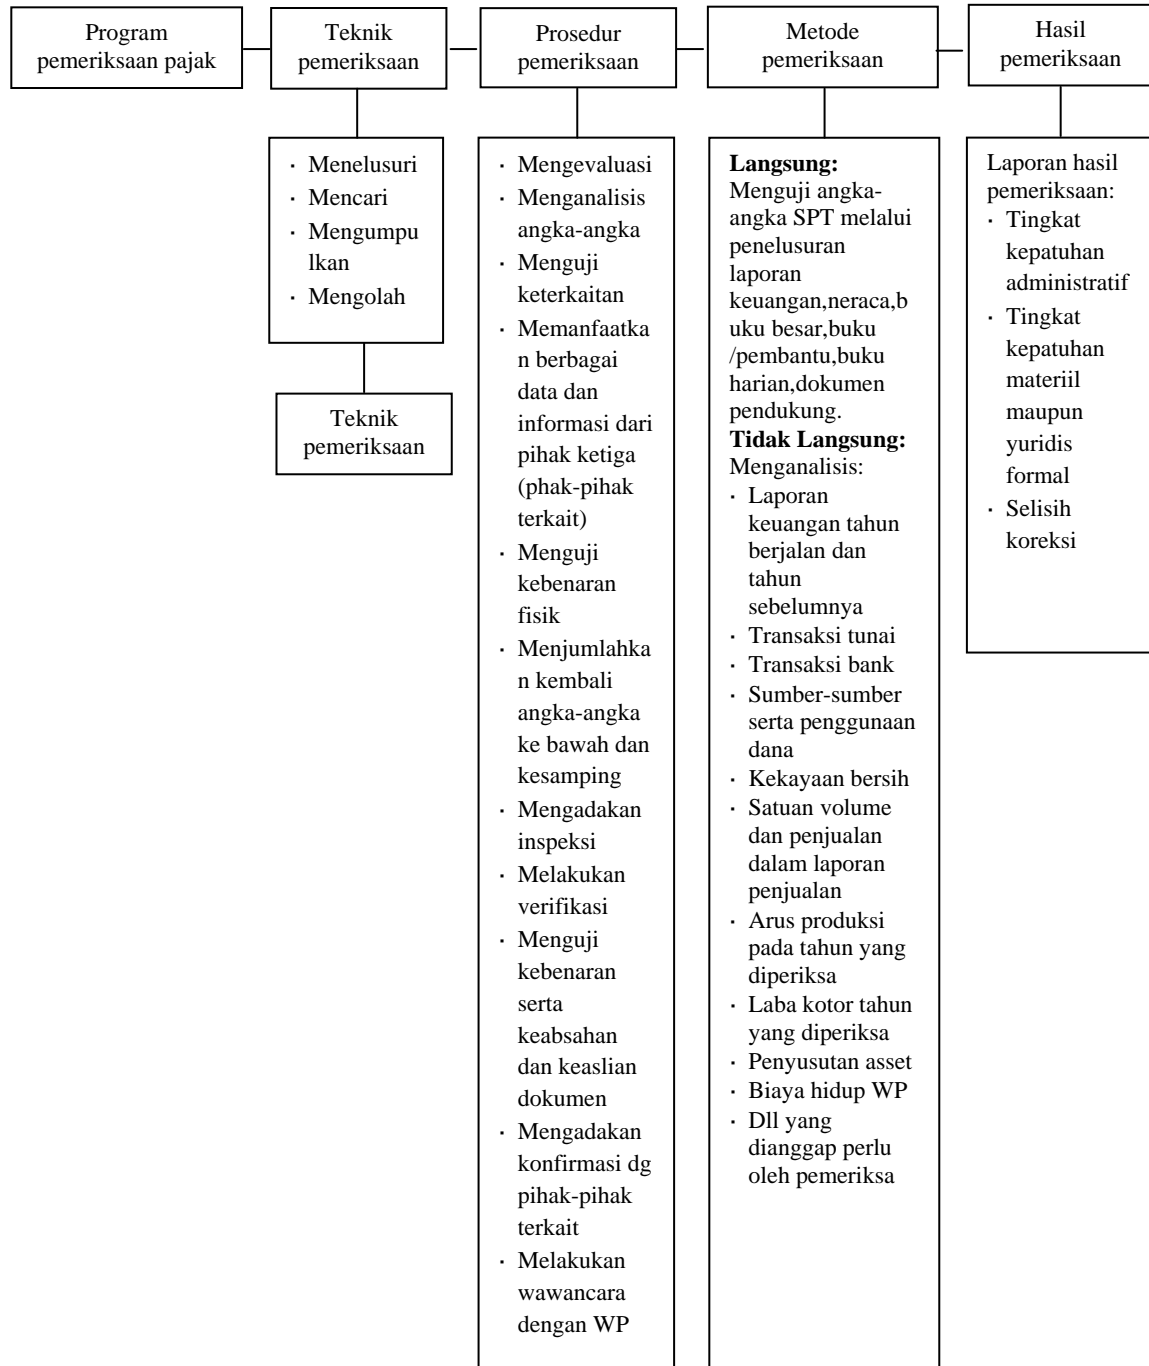 Program
pemeriksaan pajak
Teknik
pemeriksaan
Prosedur
pemeriksaan
Metode
pemeriksaan
Hasil
pemeriksaan
· Menelusuri
· Mencari
· Mengumpu
lkan
· Mengolah
Teknik
pemeriksaan
· Mengevaluasi
· Menganalisis
angka-angka
· Menguji
keterkaitan
· Memanfaatka
n berbagai
data dan
informasi dari
pihak ketiga
(phak-pihak
terkait)
· Menguji
kebenaran
fisik
· Menjumlahka
n kembali
angka-angka
ke bawah dan
kesamping
· Mengadakan
inspeksi
· Melakukan
verifikasi
· Menguji
kebenaran
serta
keabsahan
dan keaslian
dokumen
· Mengadakan
konfirmasi dg
pihak-pihak
terkait
· Melakukan
wawancara
dengan WP
Langsung:
Menguji angka-
angka SPT melalui
penelusuran
laporan
keuangan,neraca,b
uku besar,buku
/pembantu,buku
harian,dokumen
pendukung.
Tidak Langsung:
Menganalisis:
· Laporan
keuangan tahun
berjalan dan
tahun
sebelumnya
· Transaksi tunai
· Transaksi bank
· Sumber-sumber
serta penggunaan
dana
· Kekayaan bersih
· Satuan volume
dan penjualan
dalam laporan
penjualan
· Arus produksi
pada tahun yang
diperiksa
· Laba kotor tahun
yang diperiksa
· Penyusutan asset
· Biaya hidup WP
· Dll yang
dianggap perlu
oleh pemeriksa
Laporan hasil
pemeriksaan:
· Tingkat
kepatuhan
administratif
· Tingkat
kepatuhan
materiil
maupun
yuridis
formal
· Selisih
koreksi